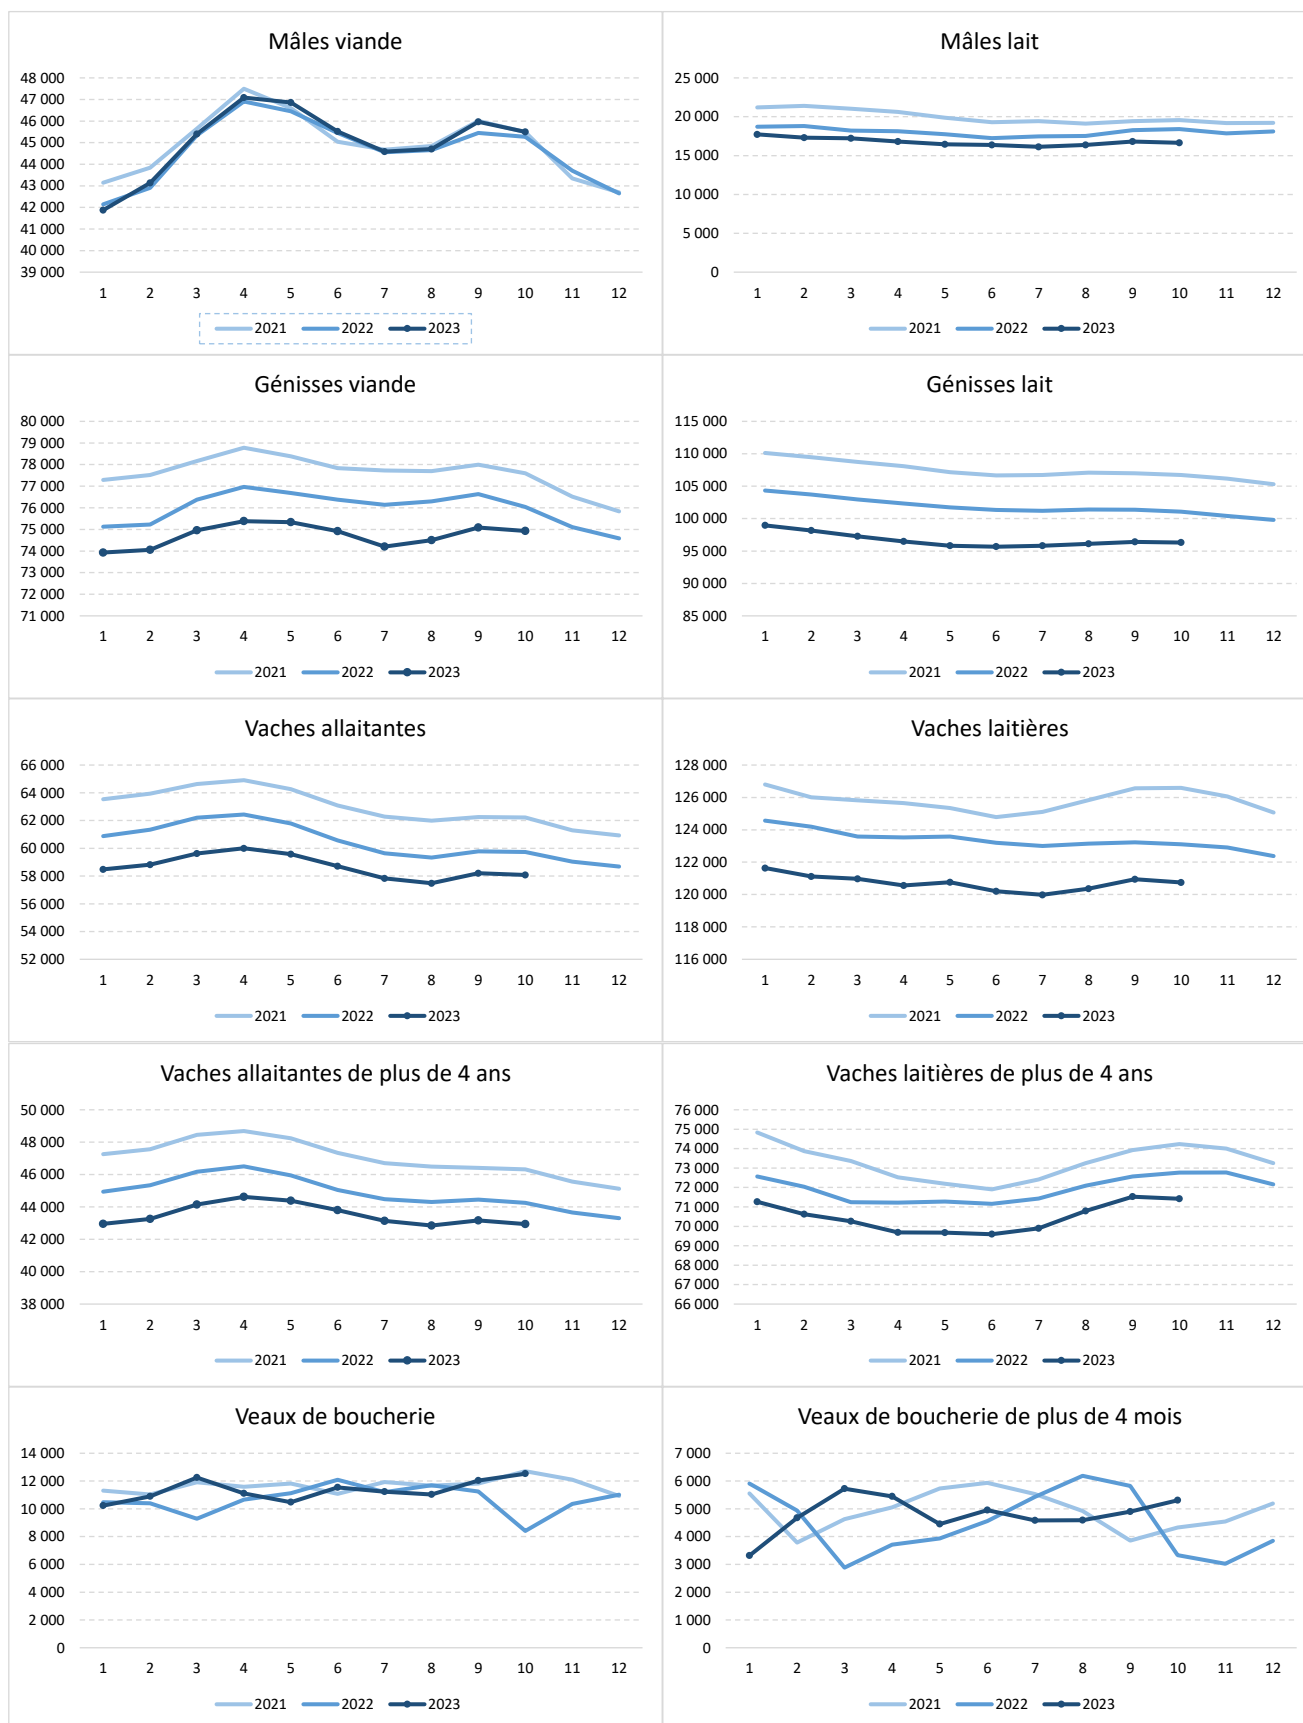 Mâles viande
48 000
47 000
46 000
45 000
44 000
43 000
42 000
41 000
40 000
39 000
1 2 3 4 5 6 7 8 9 10 11 12
2021 2022 2023
Mâles lait
25 000
20 000
15 000
10 000
5 000
0
1 2 3 4 5 6 7 8 9 10 11 12
2021 2022 2023
Génisses viande
80 000
79 000
78 000
77 000
76 000
75 000
74 000
73 000
72 000
71 000
1 2 3 4 5 6 7 8 9 10 11 12
2021 2022 2023
Génisses lait
115 000
110 000
105 000
100 000
95 000
90 000
85 000
1 2 3 4 5 6 7 8 9 10 11 12
2021 2022 2023
Vaches allaitantes
66 000
64 000
62 000
60 000
58 000
56 000
54 000
52 000
1 2 3 4 5 6 7 8 9 10 11 12
2021 2022 2023
Vaches laitières
128 000
126 000
124 000
122 000
120 000
118 000
116 000
1 2 3 4 5 6 7 8 9 10 11 12
2021 2022 2023
Vaches allaitantes de plus de 4 ans
50 000
48 000
46 000
44 000
42 000
40 000
38 000
1 2 3 4 5 6 7 8 9 10 11 12
2021 2022 2023
Vaches laitières de plus de 4 ans
76 000
75 000
74 000
73 000
72 000
71 000
70 000
69 000
68 000
67 000
66 000
1 2 3 4 5 6 7 8 9 10 11 12
2021 2022 2023
Veaux de boucherie
14 000
12 000
10 000
8 000
6 000
4 000
2 000
0
1 2 3 4 5 6 7 8 9 10 11 12
2021 2022 2023
Veaux de boucherie de plus de 4 mois
7 000
6 000
5 000
4 000
3 000
2 000
1 000
0
1 2 3 4 5 6 7 8 9 10 11 12
2021 2022 2023